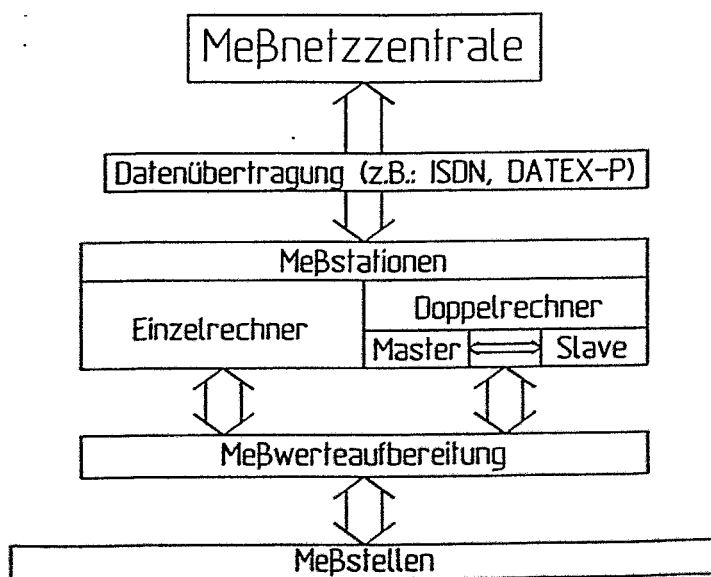 Meßnetzzentrale
Datenübertragung (z.B.: ISDN, DATEX-P)
Meßstationen
Einzelrechner
Doppelrechner
Master
Slave
Meßwerteaufbereitung
Meßstellen